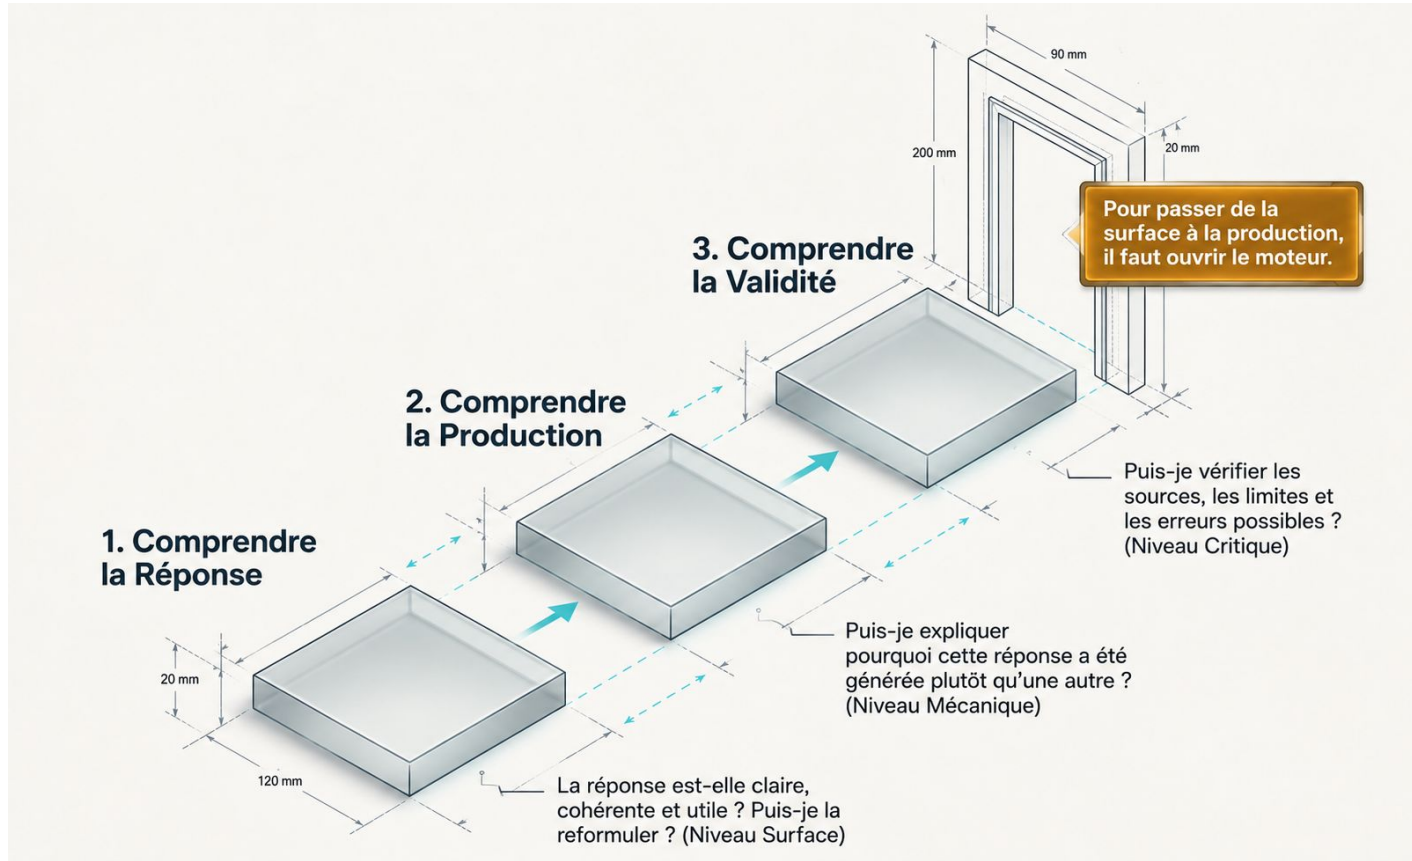 90 mm
200 mm
20 mm
Pour passer de la
surface à la production,
il faut ouvrir le moteur.
3. Comprendre
la Validité
2. Comprendre
la Production
Puis-je vérifier les
sources, les limites et
les erreurs possibles ?
(Niveau Critique)
1. Comprendre
la Réponse
Puis-je expliquer
pourquoi cette réponse a été
générée plutôt qu'une autre ?
(Niveau Mécanique)
20 mm
120 mm
La réponse est-elle claire,
cohérente et utile ? Puis-je la
reformuler ? (Niveau Surface)